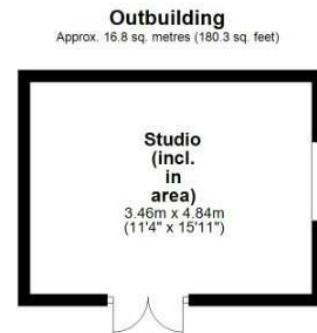 Outbuilding
Approx. 16.8 sq. metres (180.3 sq. feet)
Studio
(incl.
in
area)
3.46m x 4.84m
(11'4" x 15'11")